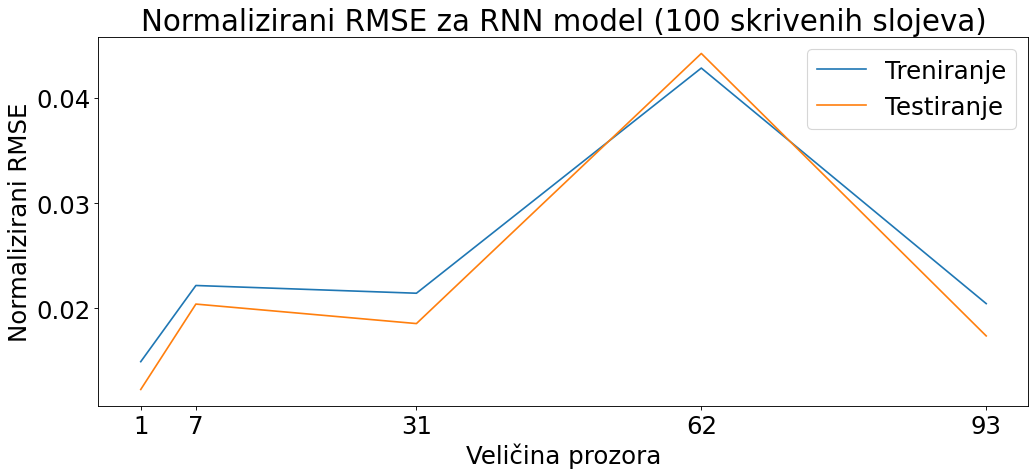 Normalizirani RMSE za RNN model (100 skrivenih slojeva)
Treniranje
Testiranje
Normalizirani RMSE
0.04
0.03
0.02
1 7 31 62 93
Veličina prozora